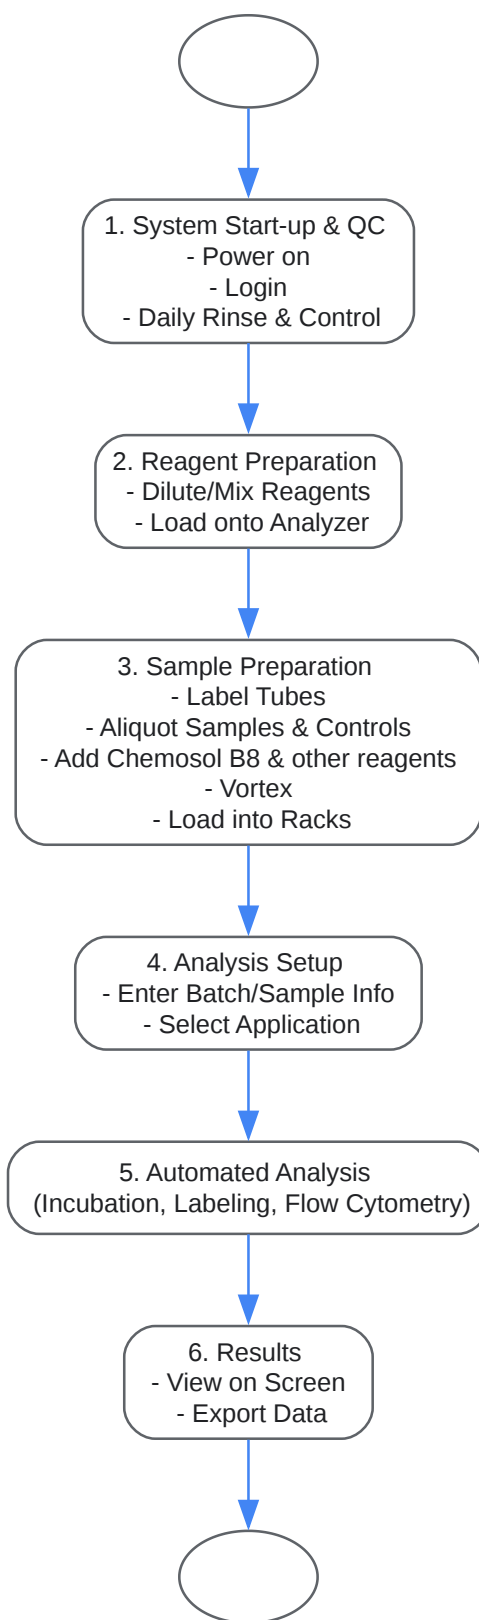 1. System Start-up & QC
- Power on
- Login
- Daily Rinse & Control
2. Reagent Preparation
- Dilute/Mix Reagents
- Load onto Analyzer
3. Sample Preparation
- Label Tubes
- Aliquot Samples & Controls
- Add Chemosol B8 & other reagents
- Vortex
- Load into Racks
4. Analysis Setup
- Enter Batch/Sample Info
- Select Application
5. Automated Analysis
(Incubation, Labeling, Flow Cytometry)
6. Results
- View on Screen
- Export Data